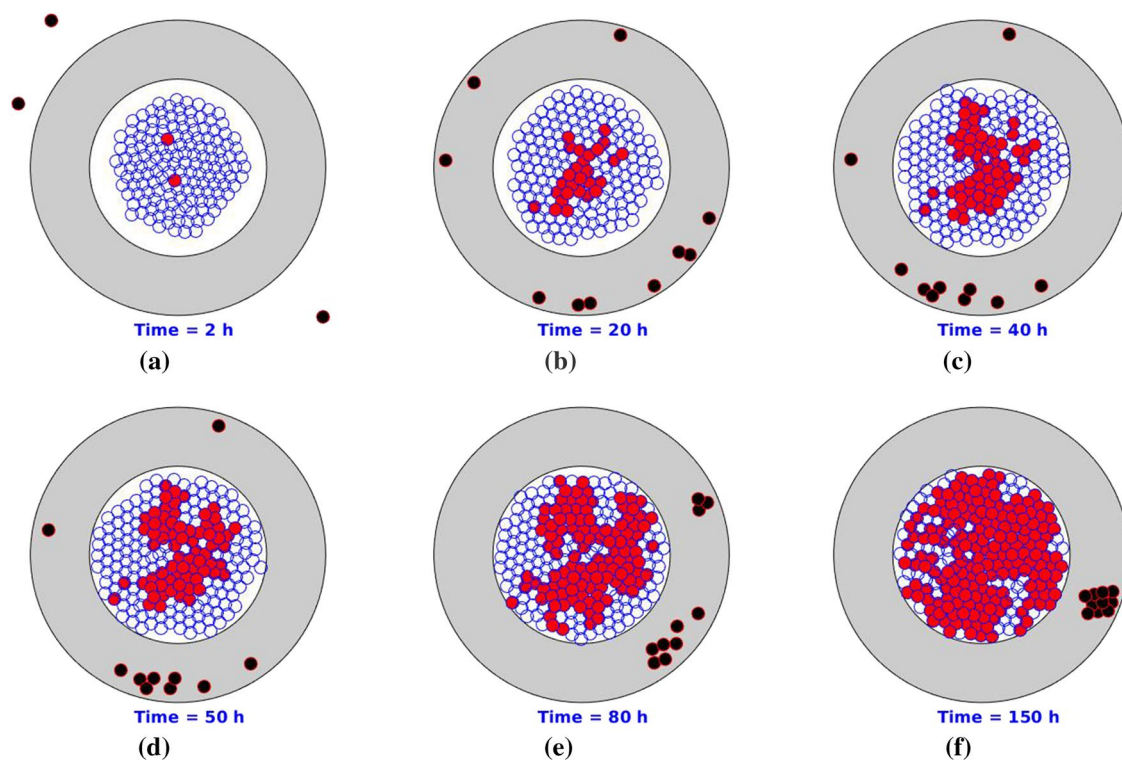 Time = 2 h
Time = 20 h
Time = 40 h
(a)
(b)
(c)
Time = 50 h
Time = 80 h
Time = 150 h
(d)
(e)
(f)